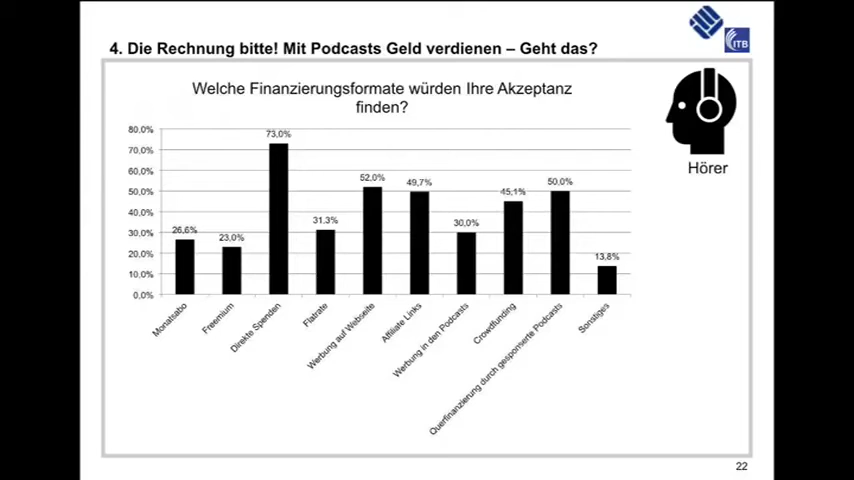 4. Die Rechnung bitte! Mit Podcasts Geld verdienen – Geht das?
ITB
Welche Finanzierungsformate würden Ihre Akzeptanz
finden?
Hörer
80,0%
70,0%
60,0%
50,0%
40,0%
30,0%
20,0%
10,0%
0,0%
26,6%
23,0%
73,0%
31,3%
52,0%
49,7%
30,0%
45,1%
50,0%
13,8%
Monatsabo
Freemium
Direkte Spenden
Flatrate
Werbung auf Webseite
Affiliate Links
Werbung in den Podcasts
Crowdfunding
Querfinanzierung durch gesponserte Podcasts
Sonstiges
22